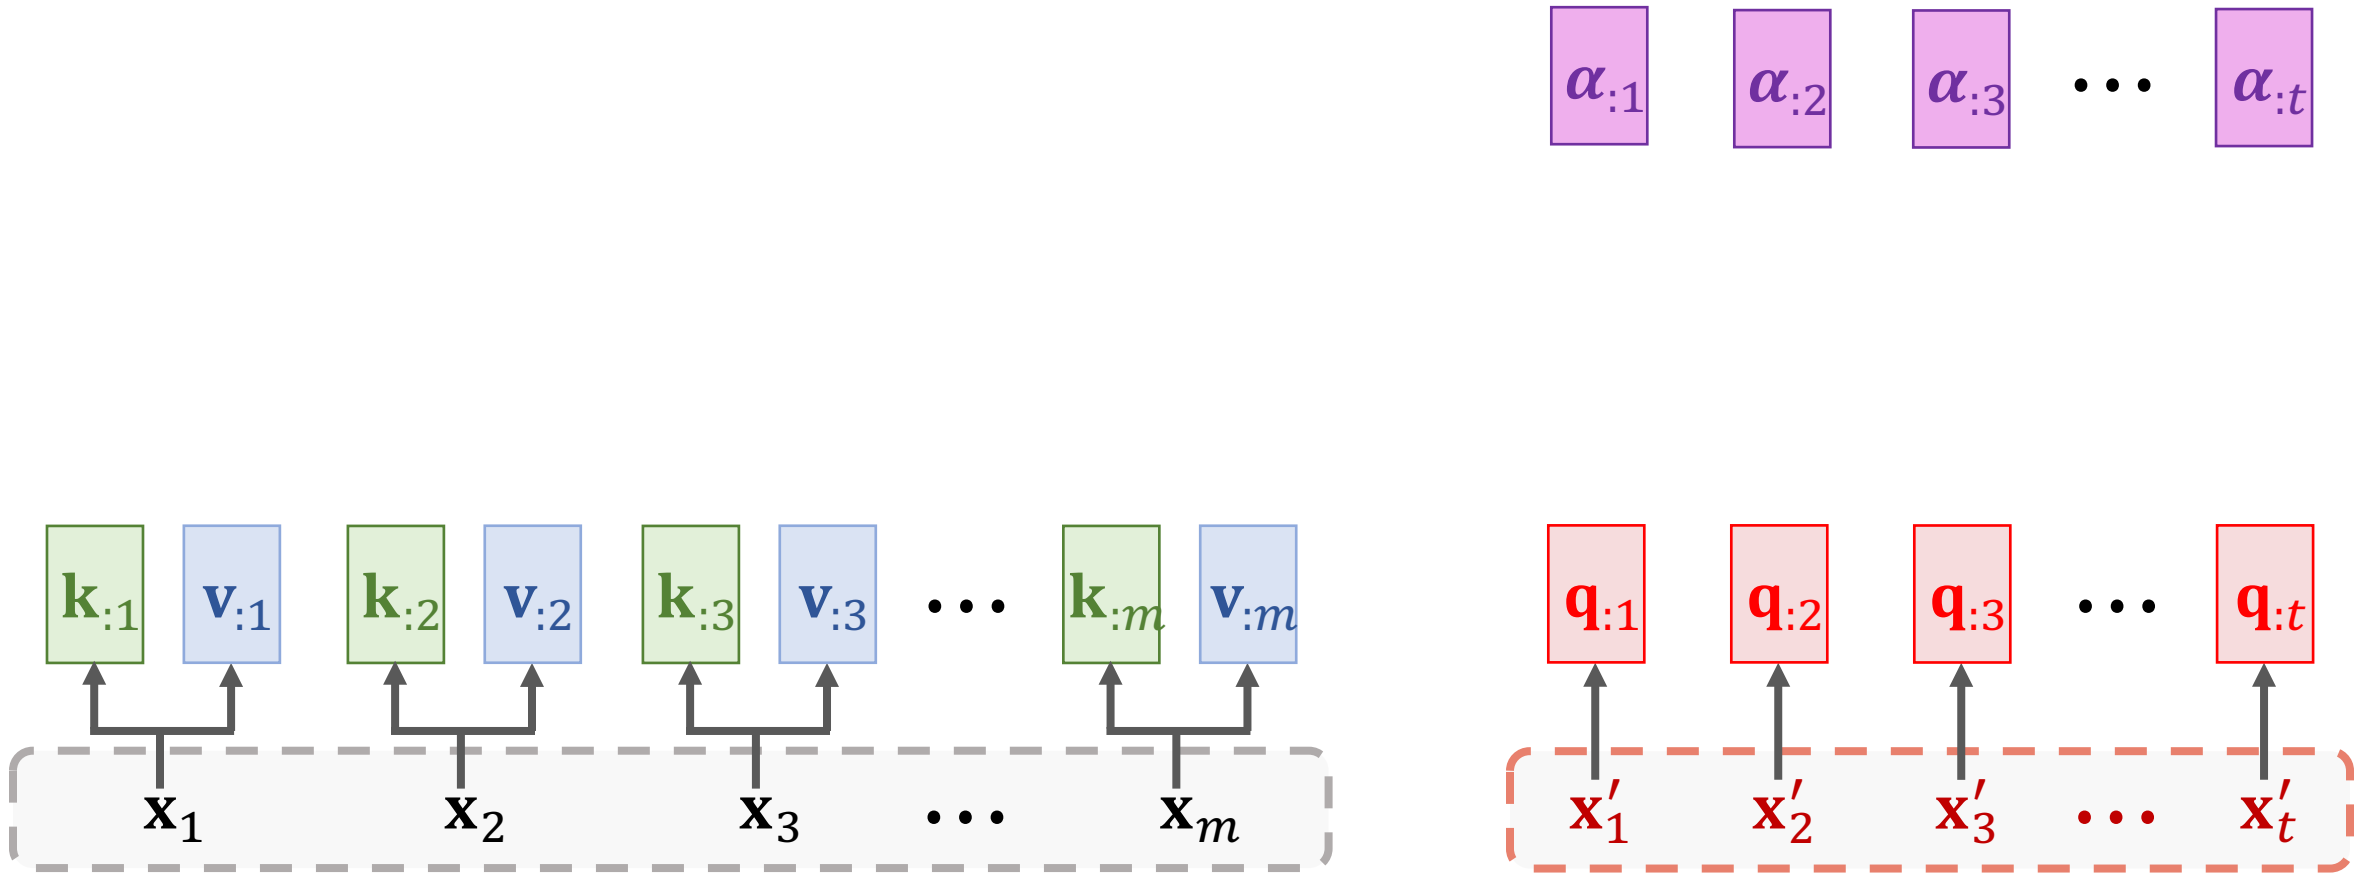 𝜶:1 𝜶:2 𝜶:3 ⋯ 𝜶:t
k:1 v:1 k:2 v:2 k:3 v:3 ⋯ k:m v:m q:1 q:2 q:3 ⋯ q:t
x1 x2 x3 ⋯ xm x′1 x′2 x′3 ⋯ x′t